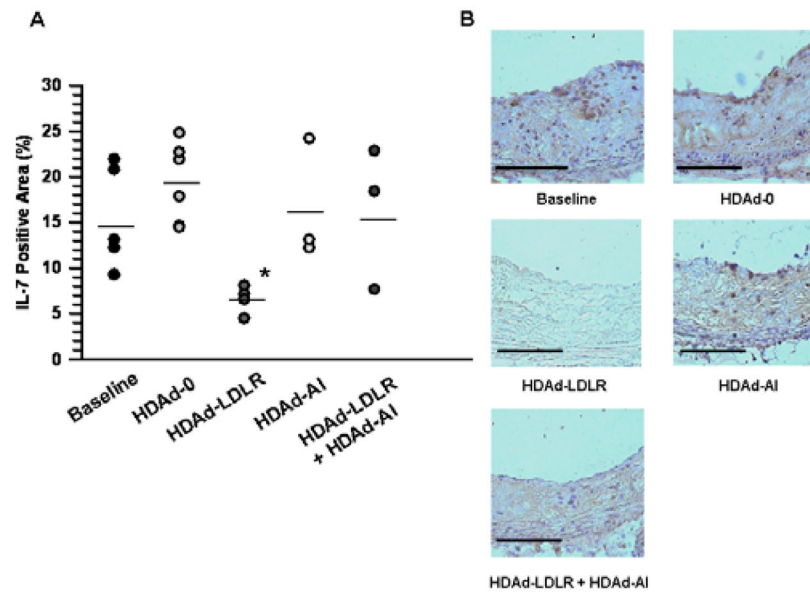 A
IL-7 Positive Area (%)
30
25
20
15
10
5
0
*
Baseline
HDAd-0
HDAd-LDLR
HDAd-AI
HDAd-LDLR
+ HDAd-AI
B
Baseline
HDAd-0
HDAd-LDLR
HDAd-AI
HDAd-LDLR + HDAd-AI